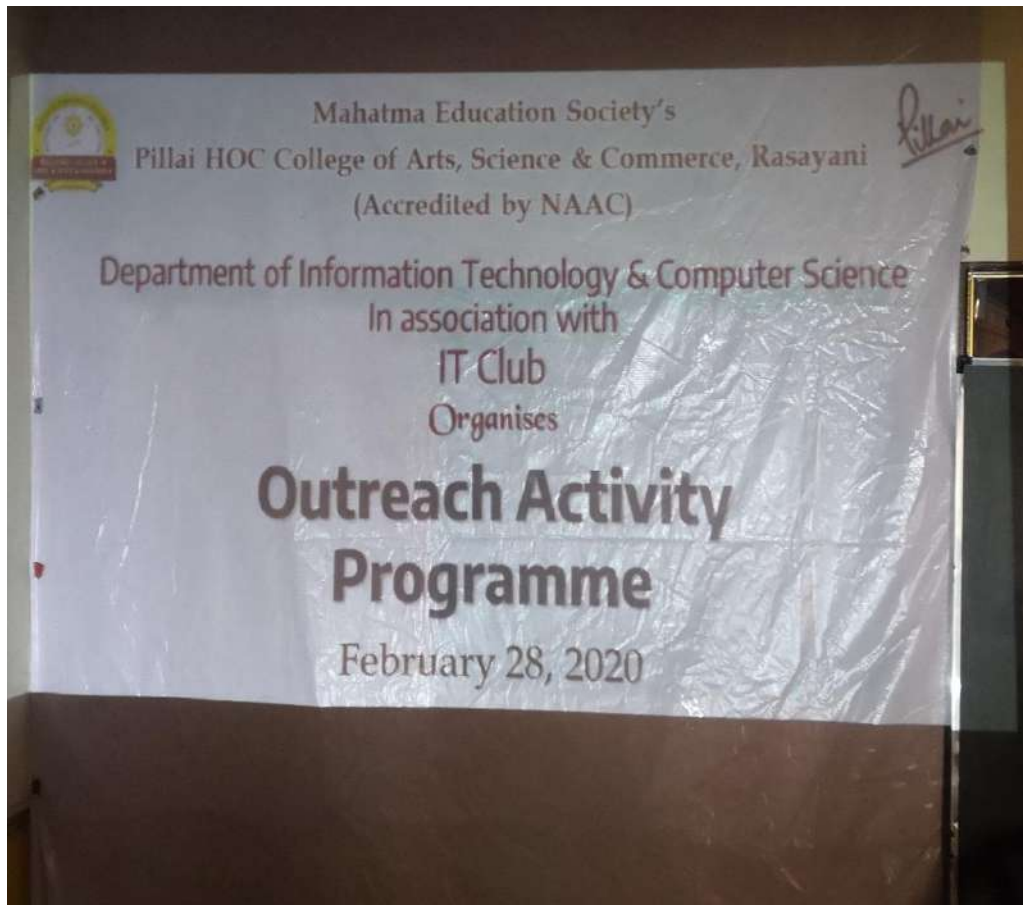 Mahatma Education Society's
Pillai
Pillai HOC College of Arts, Science & Commerce, Rasayani
(Accredited by NAAC)
Department of Information Technology & Computer Science
In association with
IT Club
Organises
Outreach Activity
Programme
February 28, 2020